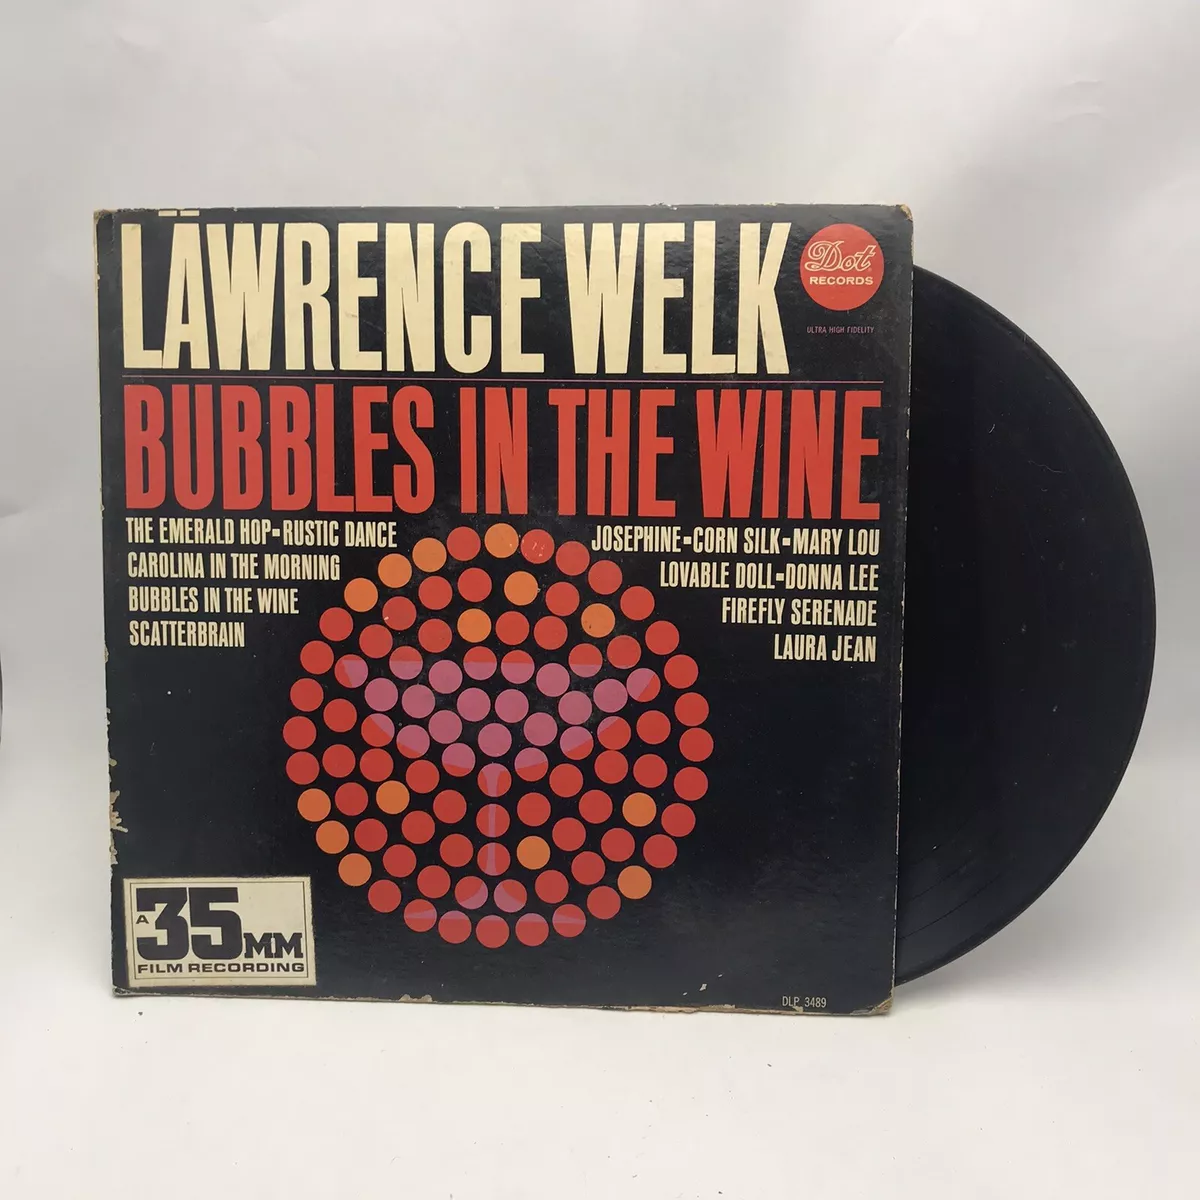 LÄWRENCE WELK
Dot
RECORDS
ULTRA HIGH FIDELITY
BUBBLES IN THE WINE
THE EMERALD HOP-RUSTIC DANCE
CAROLINA IN THE MORNING
BUBBLES IN THE WINE
SCATTERBRAIN
JOSEPHINE-CORN SILK-MARY LOU
LOVABLE DOLL-DONNA LEE
FIREFLY SERENADE
LAURA JEAN
A 35MM
FILM RECORDING
DLP 3489